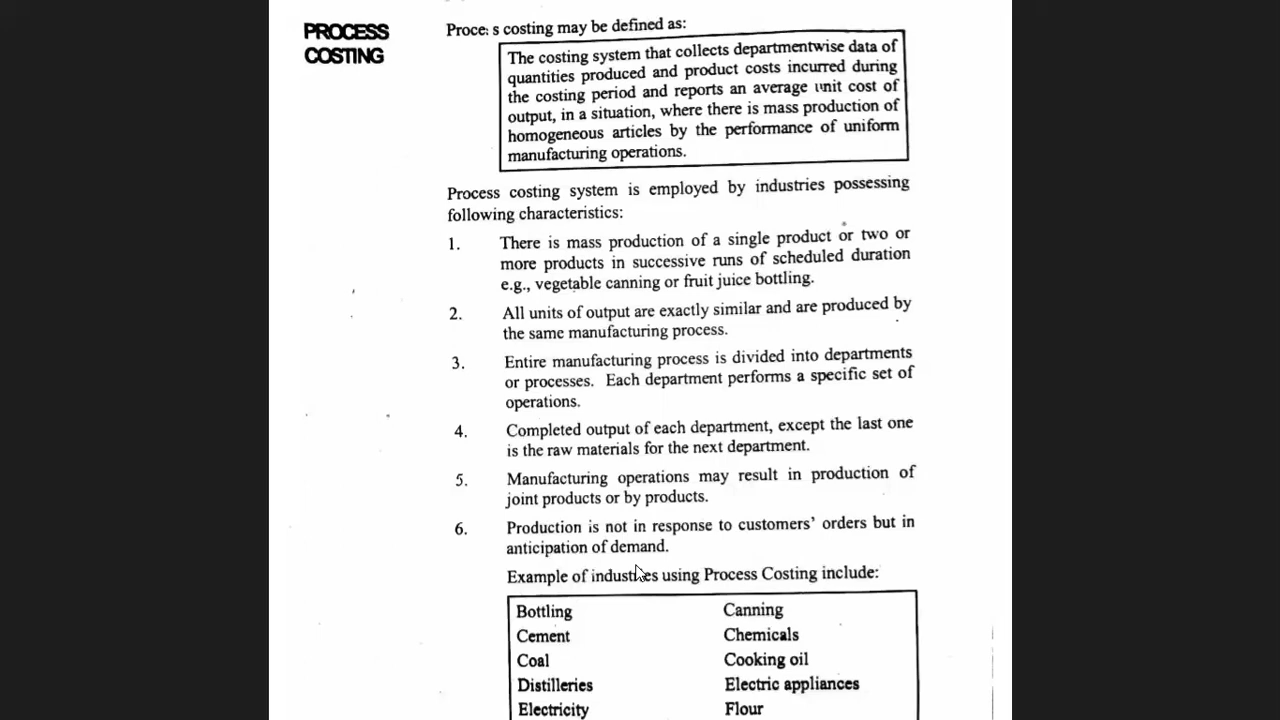 PROCESS
COSTING
Proces s costing may be defined as:
The costing system that collects departmentwise data of
quantities produced and product costs incurred during
the costing period and reports an average unit cost of
output, in a situation, where there is mass production of
homogeneous articles by the performance of uniform
manufacturing operations.
Process costing system is employed by industries possessing
following characteristics:
1. There is mass production of a single product or two or
more products in successive runs of scheduled duration
e.g., vegetable canning or fruit juice bottling.
2. All units of output are exactly similar and are produced by
the same manufacturing process.
3. Entire manufacturing process is divided into departments
or processes. Each department performs a specific set of
operations.
4. Completed output of each department, except the last one
is the raw materials for the next department.
5. Manufacturing operations may result in production of
joint products or by products.
6. Production is not in response to customers' orders but in
anticipation of demand.
Example of industries using Process Costing include:
Bottling Canning
Cement Chemicals
Coal Cooking oil
Distilleries Electric appliances
Electricity Flour